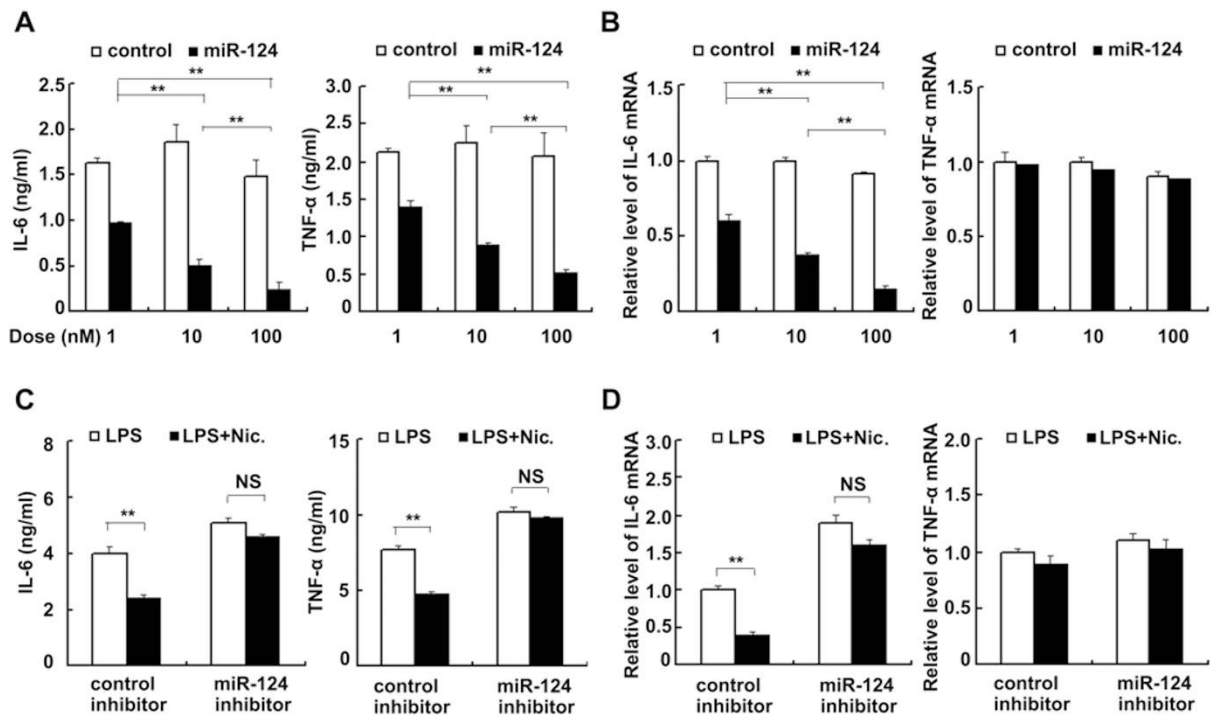 A
control miR-124
**
**
**
IL-6 (ng/ml)
2.5
2.0
1.5
1.0
0.5
0
Dose (nM) 1 10 100
control miR-124
**
**
**
TNF-α (ng/ml)
3.0
2.5
2.0
1.5
1.0
0.5
0
1 10 100
B
control miR-124
**
**
**
Relative level of IL-6 mRNA
1.5
1.0
0.5
0
1 10 100
control miR-124
Relative level of TNF-α mRNA
1.5
1.0
1.0
0
1 10 100
C
LPS LPS+Nic.
NS
**
IL-6 (ng/ml)
8
6
4
2
0
control inhibitor
miR-124 inhibitor
LPS LPS+Nic.
NS
**
TNF-α (ng/ml)
15
10
5
0
control inhibitor
miR-124 inhibitor
D
LPS LPS+Nic.
NS
**
Relative level of IL-6 mRNA
3.0
2.5
2.0
1.5
1.0
0.5
0
control inhibitor
miR-124 inhibitor
LPS LPS+Nic.
Relative level of TNF-α mRNA
2.0
1.5
1.0
1.0
0
control inhibitor
miR-124 inhibitor